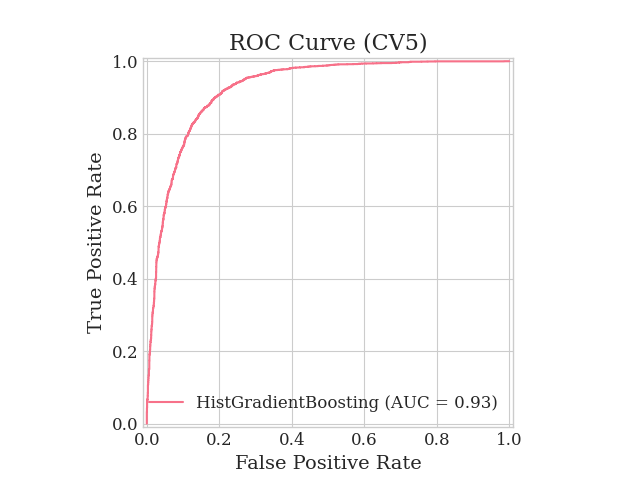 ROC Curve (CV5)
1.0
0.8
0.6
0.4
0.2
0.0
True Positive Rate
HistGradientBoosting (AUC = 0.93)
0.0 0.2 0.4 0.6 0.8 1.0
False Positive Rate